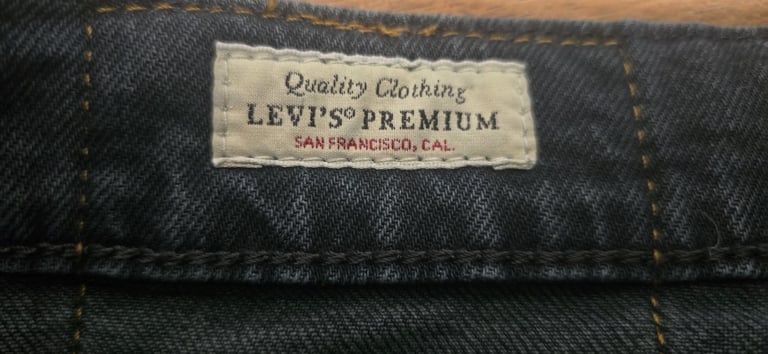 Quality Clothing
LEVI'S® PREMIUM
SAN FRANCISCO, CAL.